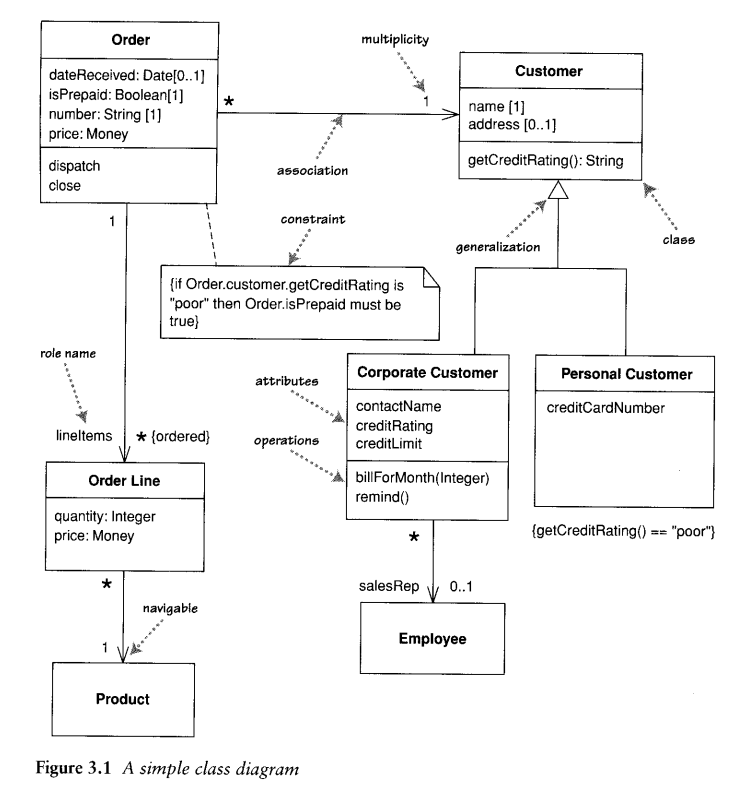 Order
dateReceived: Date[0..1]
isPrepaid: Boolean[1]
number: String [1]
price: Money
dispatch
close
multiplicity
*
1
association
Customer
name [1]
address [0..1]
getCreditRating(): String
generalization
class
1
constraint
{if Order.customer.getCreditRating is
"poor" then Order.isPrepaid must be
true}
role name
lineItems
* {ordered}
attributes
operations
Corporate Customer
contactName
creditRating
creditLimit
billForMonth(Integer)
remind()
Personal Customer
creditCardNumber
{getCreditRating() == "poor"}
Order Line
quantity: Integer
price: Money
*
navigable
1
Product
*
salesRep
0..1
Employee
Figure 3.1 A simple class diagram